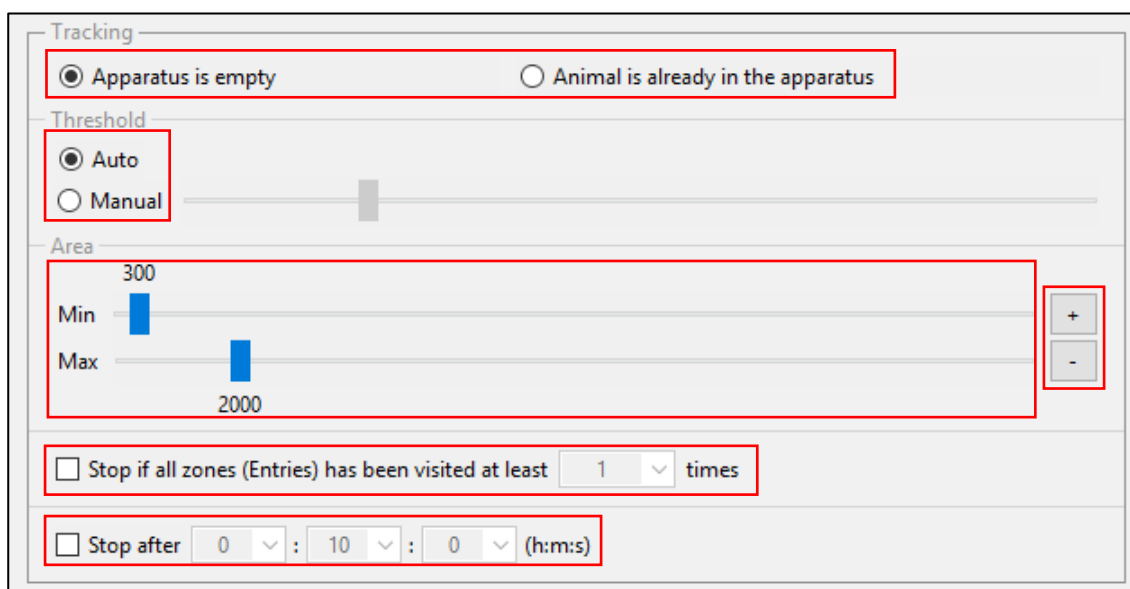 Tracking
Apparatus is empty Animal is already in the apparatus
Threshold
Auto
Manual
Area
300
Min +
Max -
2000
Stop if all zones (Entries) has been visited at least 1 times
Stop after 0 : 10 : 0 (h:m:s)